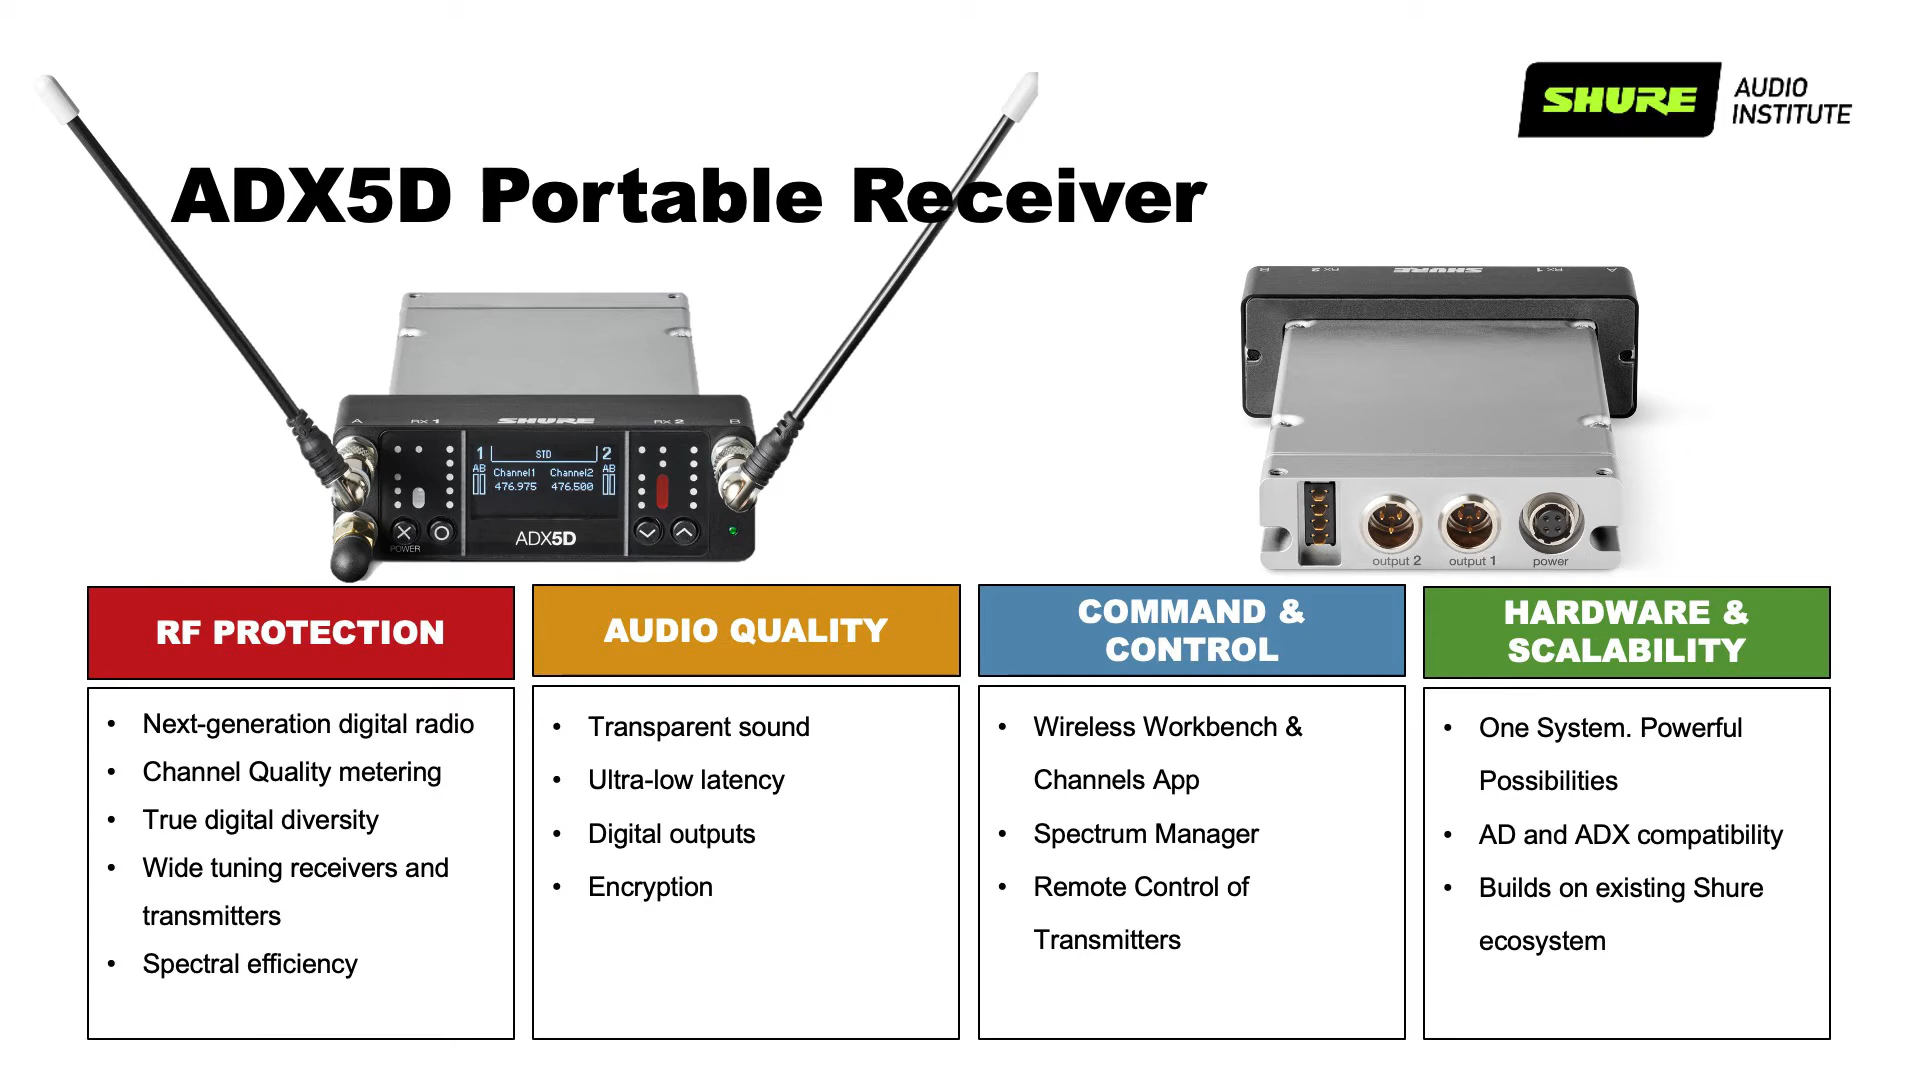 SHURE
AUDIO
INSTITUTE
ADX5D Portable Receiver
A RX 1 SHURE RX 2 B
1 STD 2
AB Channel1 Channel2 AB
476.975 476.500
POWER
ADX5D
B RX 2 SHURE RX 1 A
output 2 output 1 power
RF PROTECTION
• Next-generation digital radio
• Channel Quality metering
• True digital diversity
• Wide tuning receivers and
transmitters
• Spectral efficiency
AUDIO QUALITY
• Transparent sound
• Ultra-low latency
• Digital outputs
• Encryption
COMMAND &
CONTROL
• Wireless Workbench &
Channels App
• Spectrum Manager
• Remote Control of
Transmitters
HARDWARE &
SCALABILITY
• One System. Powerful
Possibilities
• AD and ADX compatibility
• Builds on existing Shure
ecosystem